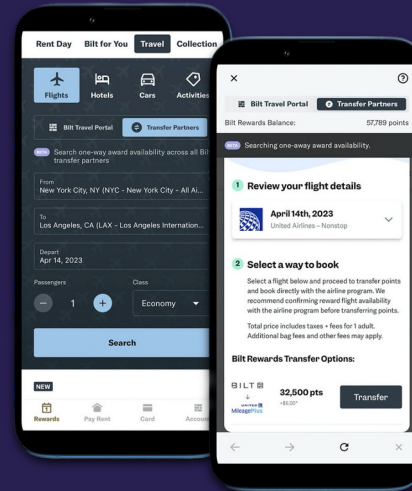 Rent Day Bilt for You Travel Collection
Flights Hotels Cars Activities
Bilt Travel Portal Transfer Partners
BETA Search one-way award availability across all Bilt
transfer partners
From
New York City, NY (NYC - New York City - All Ai...
To
Los Angeles, CA (LAX - Los Angeles Internation...
Depart
Apr 14, 2023
Passengers Class
− 1 + Economy
Search
NEW
Rewards Pay Rent Card Account
× ?
Bilt Travel Portal Transfer Partners
Bilt Rewards Balance: 57,789 points
BETA Searching one-away award availability.
1 Review your flight details
April 14th, 2023
United Airlines - Nonstop
2 Select a way to book
Select a flight below and proceed to transfer points
and book directly with the airline program. We
recommend confirming reward flight availability
with the airline program before transferring points.
Total price includes taxes + fees for 1 adult.
Additional bag fees and other fees may apply.
Bilt Rewards Transfer Options:
BILT
UNITED
MileagePlus
32,500 pts
+$6.00*
Transfer